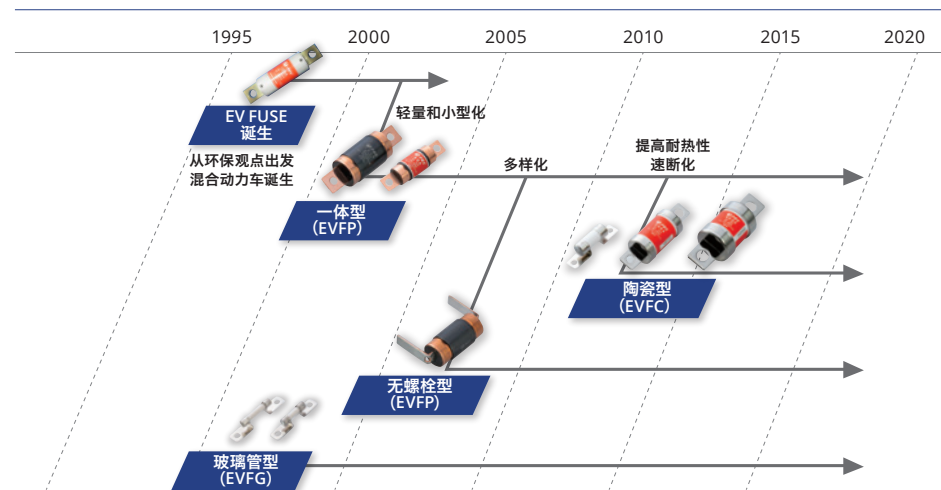 1995 2000 2005 2010 2015 2020
EV FUSE
诞生
从环保观点出发
混合动力车诞生
轻量和小型化
一体型
（EVFP）
多样化
提高耐热性
速断化
陶瓷型
（EVFC）
无螺栓型
（EVFP）
玻璃管型
（EVFG）